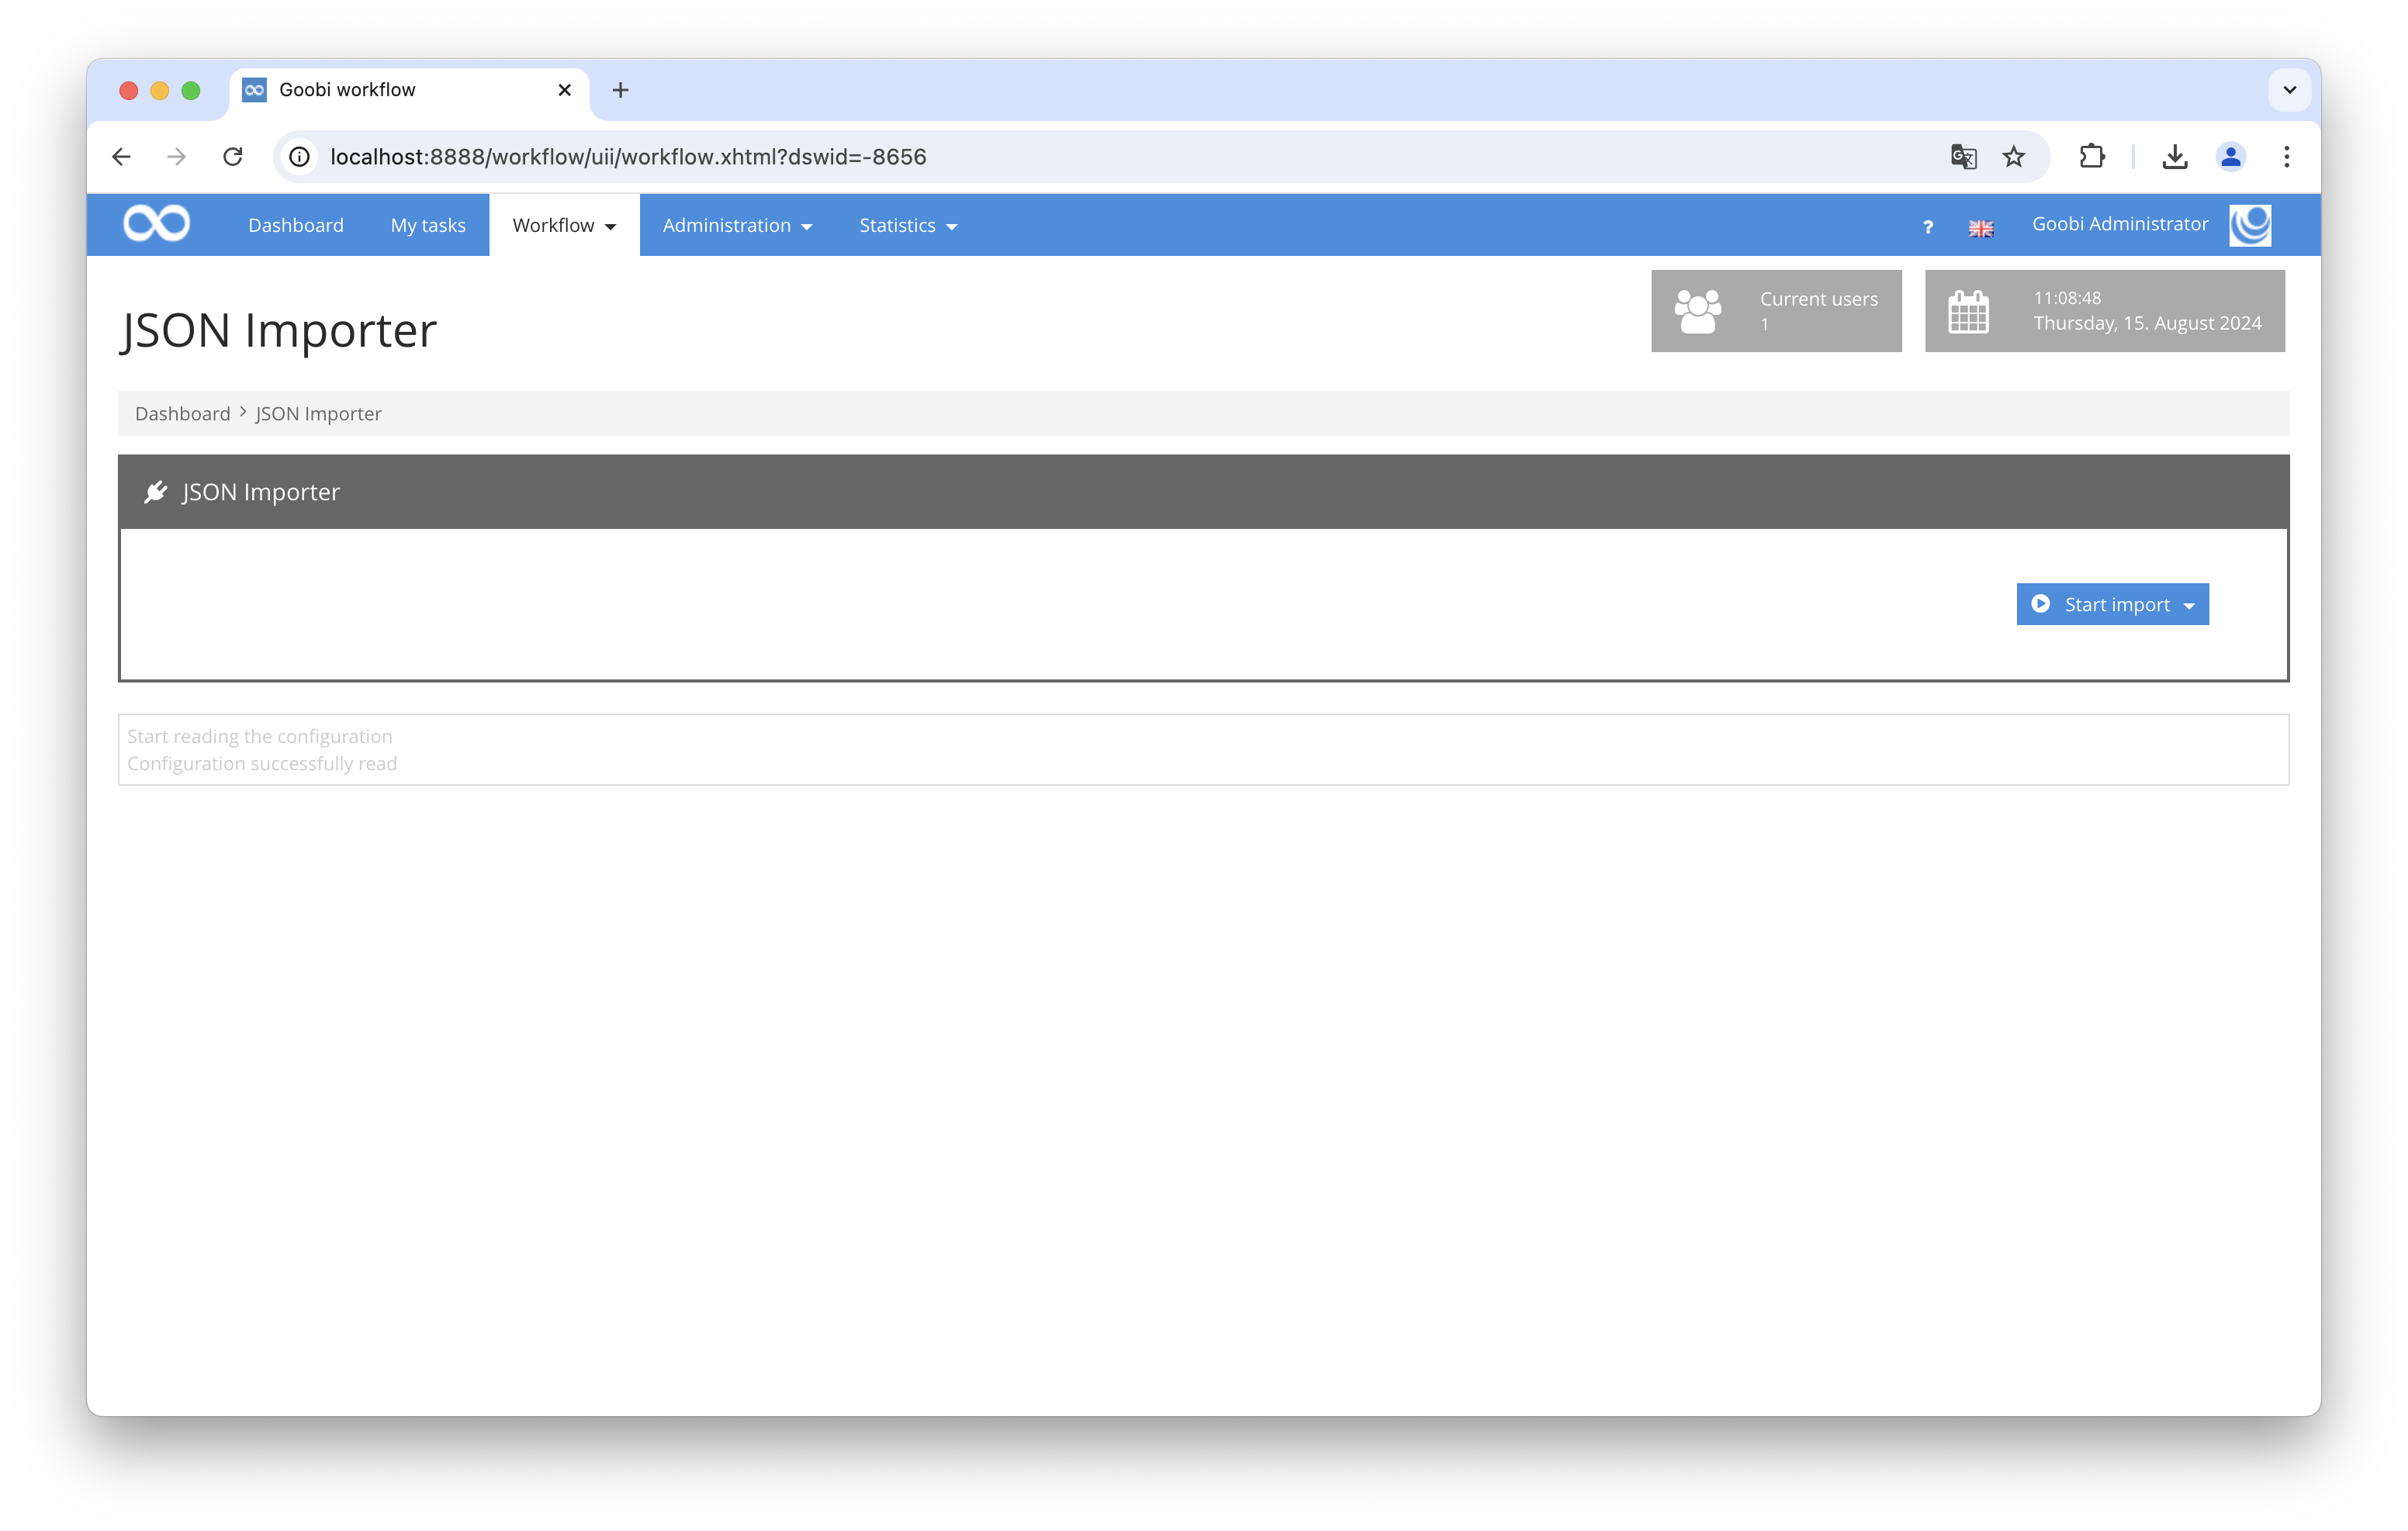 Goobi workflow
localhost:8888/workflow/uii/workflow.xhtml?dswid=-8656
Dashboard My tasks Workflow Administration Statistics ? Goobi Administrator
JSON Importer
Current users
1
11:08:48
Thursday, 15. August 2024
Dashboard > JSON Importer
JSON Importer
Start import
Start reading the configuration
Configuration successfully read